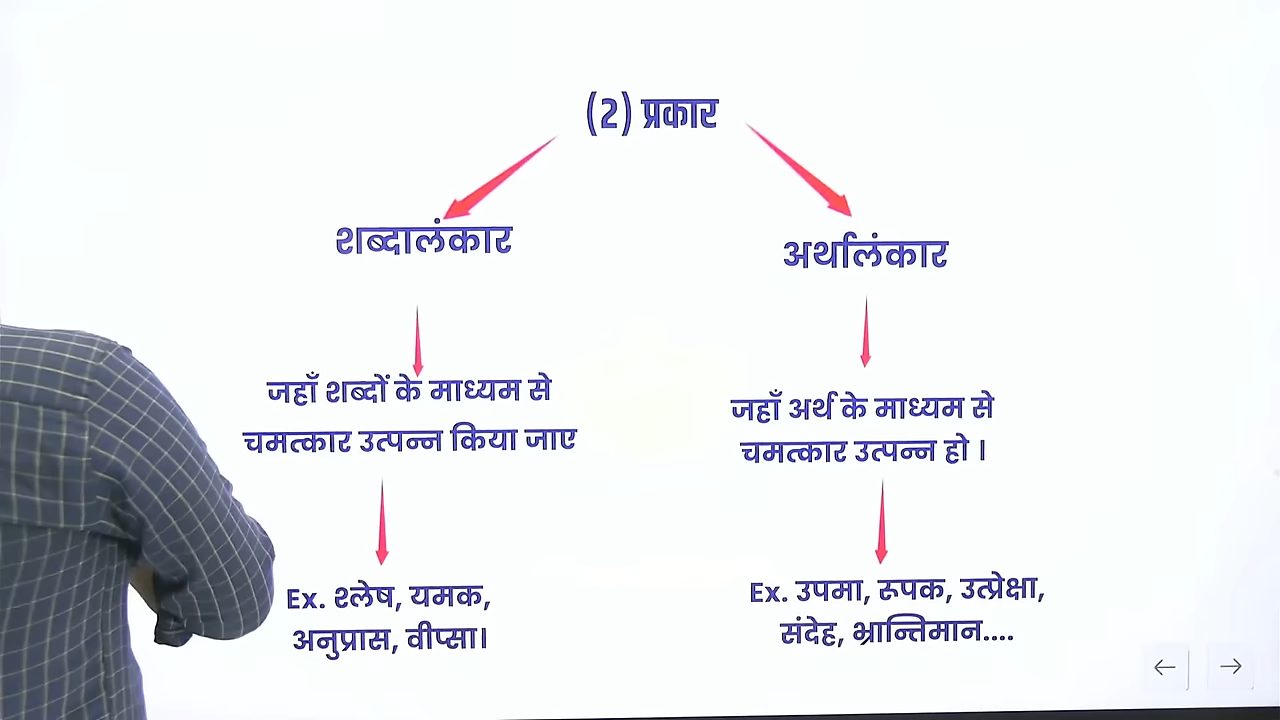 (2) प्रकार
शब्दालंकार
अर्थालंकार
जहाँ शब्दों के माध्यम से
चमत्कार उत्पन्न किया जाए
जहाँ अर्थ के माध्यम से
चमत्कार उत्पन्न हो ।
Ex. श्लेष, यमक,
अनुप्रास, वीप्सा।
Ex. उपमा, रूपक, उत्प्रेक्षा,
संदेह, भ्रान्तिमान....